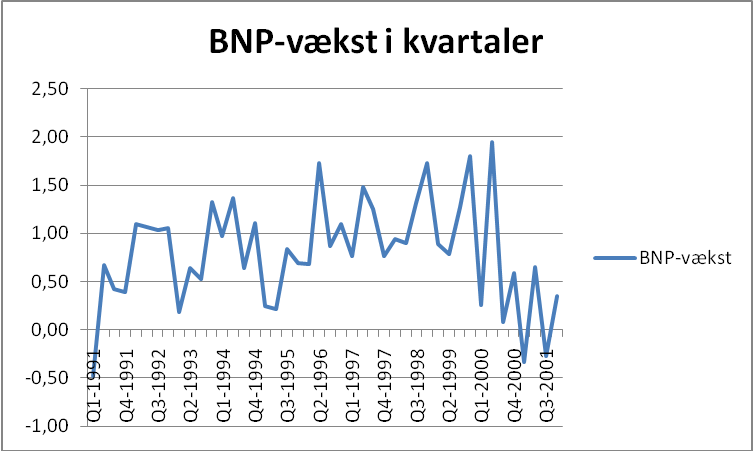 BNP-vækst i kvartaler
2,50
2,00
1,50
1,00
0,50
0,00
-0,50
-1,00
Q1-1991
Q4-1991
Q3-1992
Q2-1993
Q1-1994
Q4-1994
Q3-1995
Q2-1996
Q1-1997
Q4-1997
Q3-1998
Q2-1999
Q1-2000
Q4-2000
Q3-2001
BNP-vækst